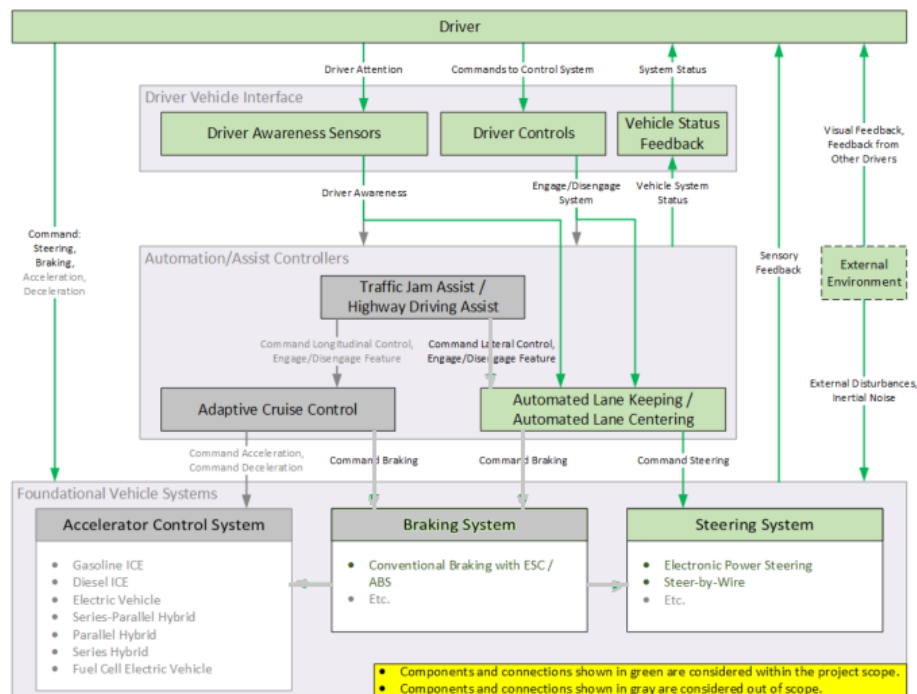 Driver
Driver Attention
Commands to Control System
System Status
Driver Vehicle Interface
Driver Awareness Sensors
Driver Controls
Vehicle Status
Feedback
Visual Feedback,
Feedback from
Other Drivers
Driver Awareness
Engage/Disengage
System
Vehicle System
Status
Command:
Steering,
Braking,
Acceleration,
Deceleration
Sensory
Feedback
External
Environment
Automation/Assist Controllers
Traffic Jam Assist /
Highway Driving Assist
Command Longitudinal Control,
Engage/Disengage Feature
Command Lateral Control,
Engage/Disengage Feature
External Disturbances,
Inertial Noise
Adaptive Cruise Control
Automated Lane Keeping /
Automated Lane Centering
Command Acceleration,
Command Deceleration
Command Braking
Command Braking
Command Steering
Foundational Vehicle Systems
Accelerator Control System
• Gasoline ICE
• Diesel ICE
• Electric Vehicle
• Series-Parallel Hybrid
• Parallel Hybrid
• Series Hybrid
• Fuel Cell Electric Vehicle
Braking System
• Conventional Braking with ESC /
ABS
• Etc.
Steering System
• Electronic Power Steering
• Steer-by-Wire
• Etc.
• Components and connections shown in green are considered within the project scope.
• Components and connections shown in gray are considered out of scope.